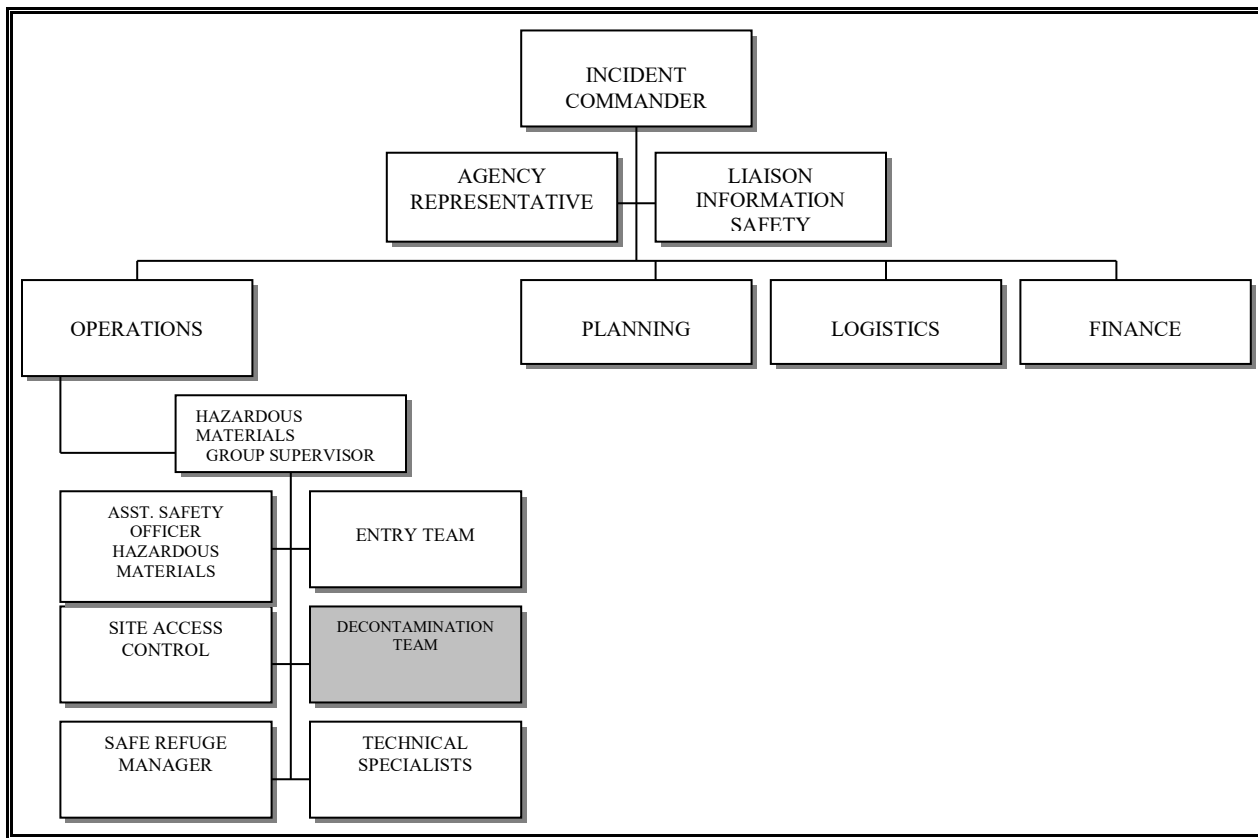 INCIDENT
COMMANDER
AGENCY
REPRESENTATIVE
LIAISON
INFORMATION
SAFETY
OPERATIONS
PLANNING
LOGISTICS
FINANCE
HAZARDOUS
MATERIALS
GROUP SUPERVISOR
ASST. SAFETY
OFFICER
HAZARDOUS
MATERIALS
ENTRY TEAM
SITE ACCESS
CONTROL
DECONTAMINATION
TEAM
SAFE REFUGE
MANAGER
TECHNICAL
SPECIALISTS